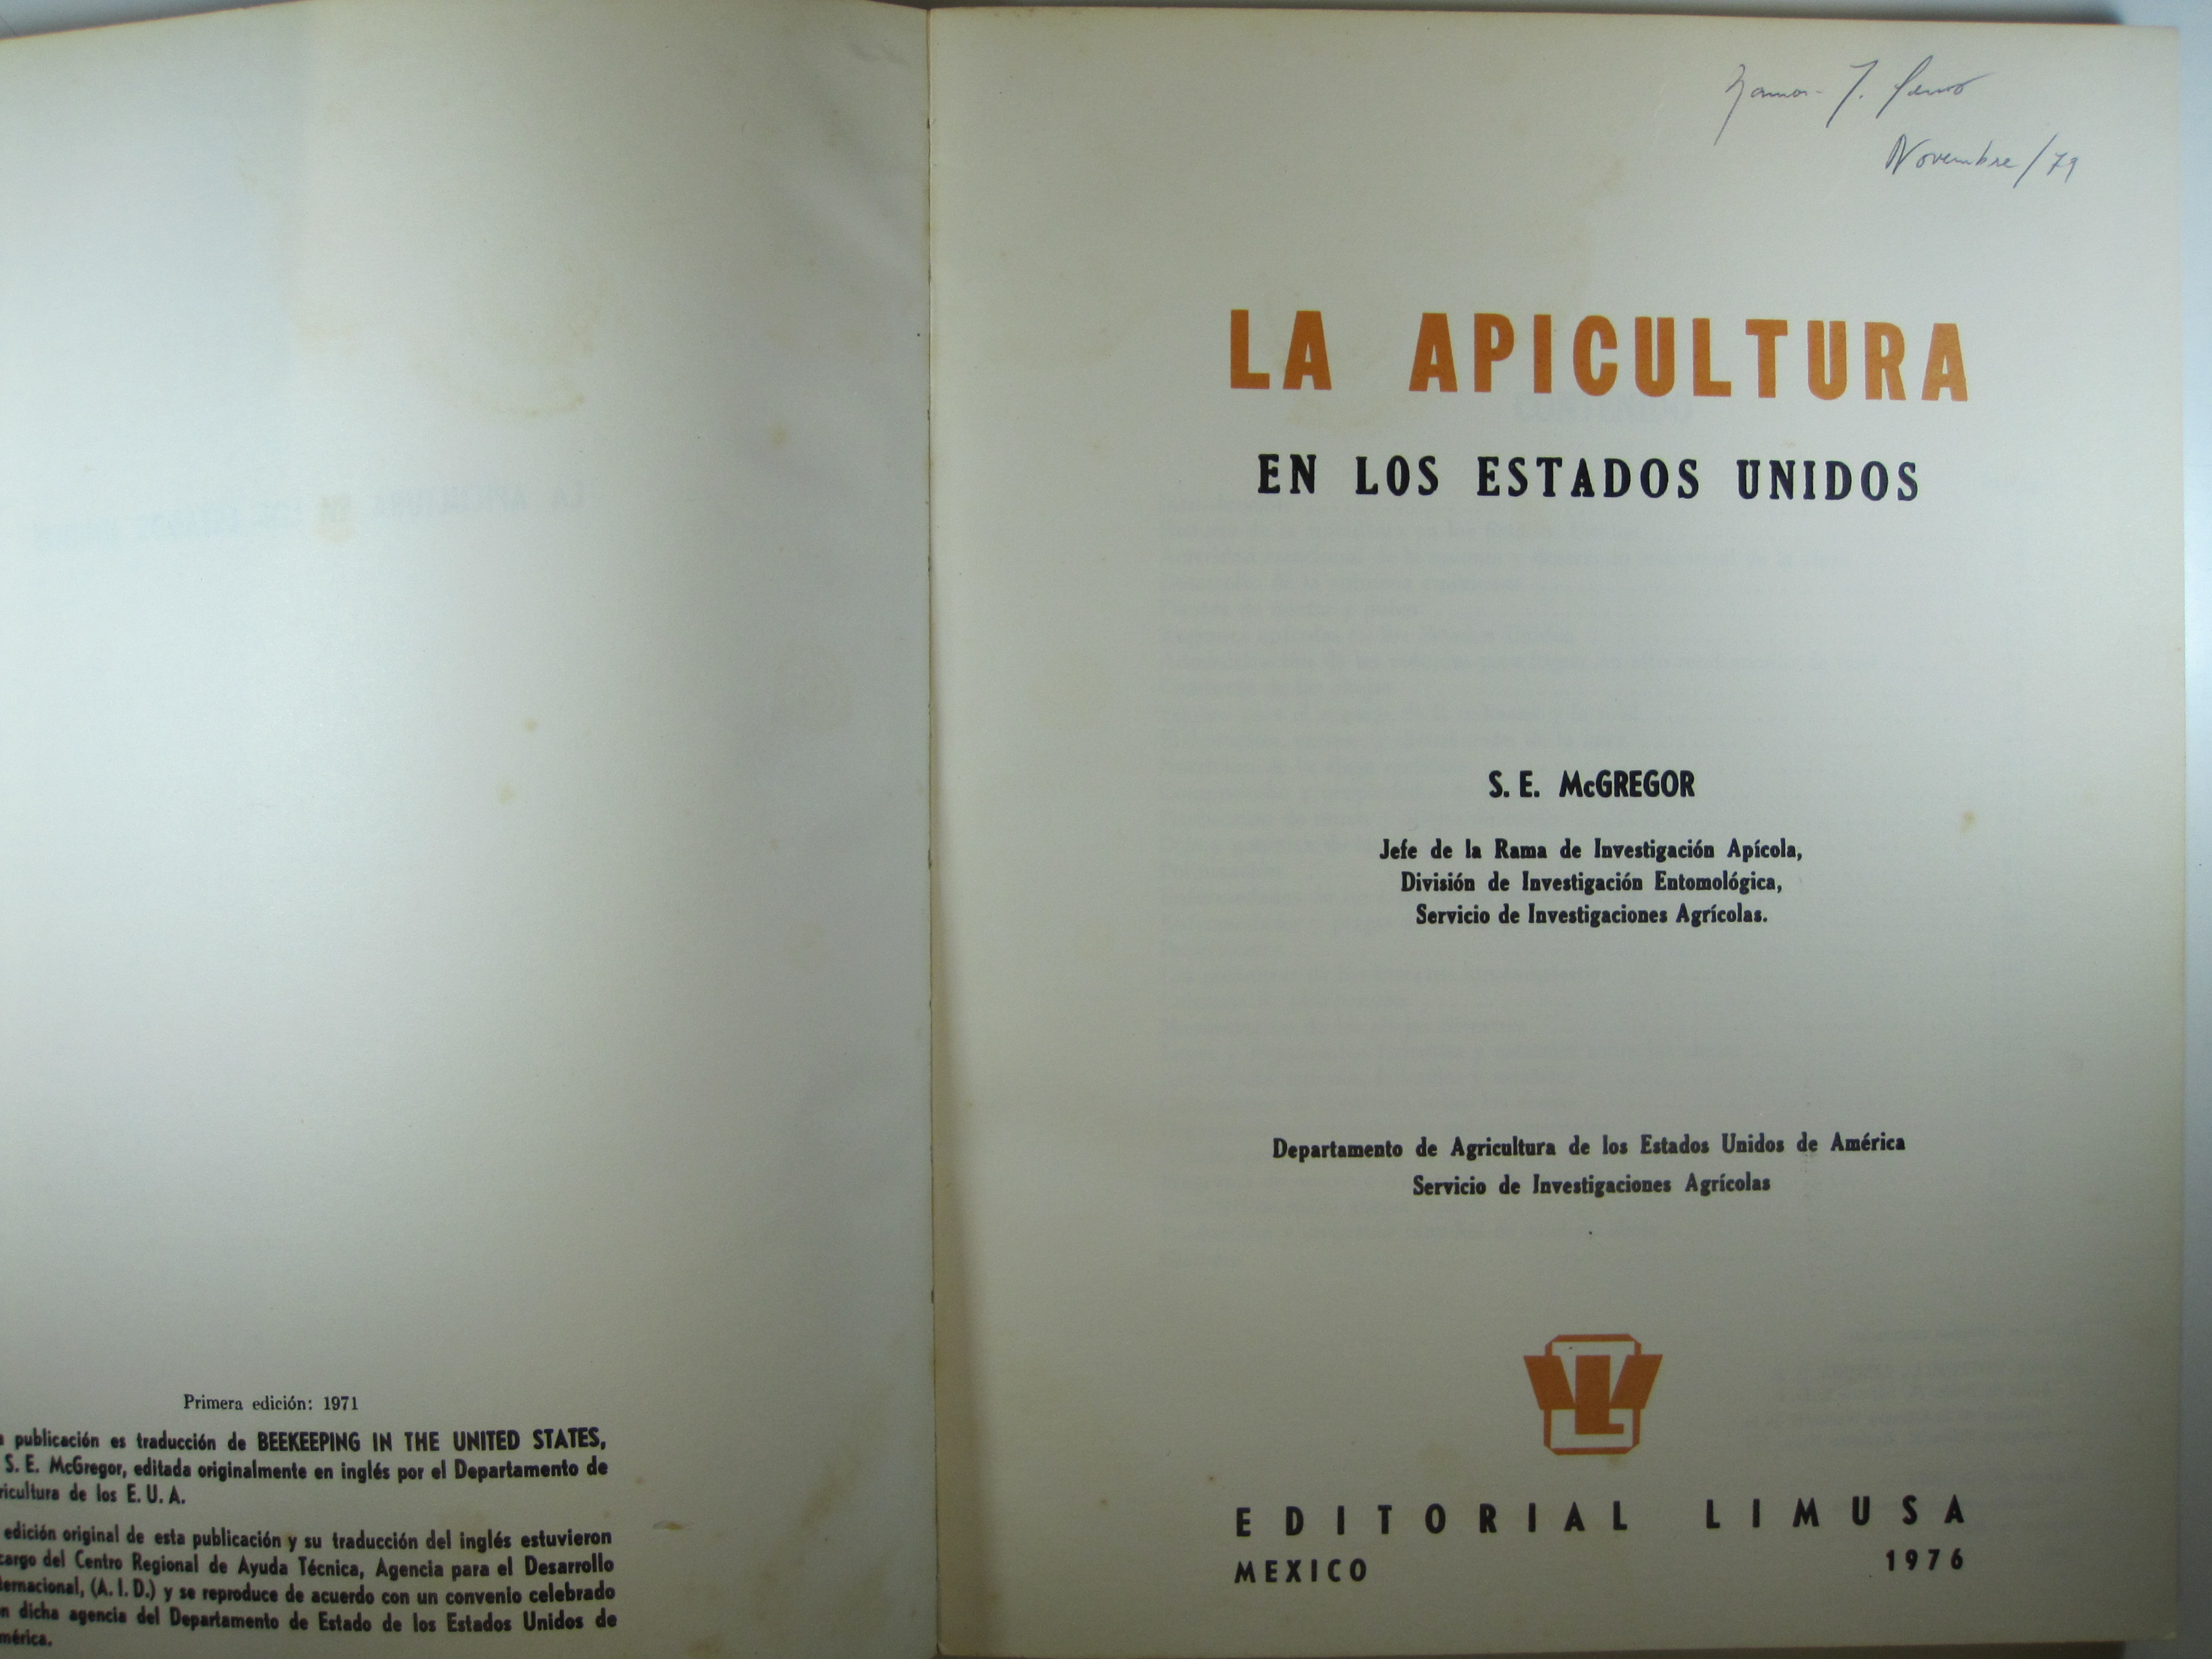 Primera edición: 1971
publicación es traducción de BEEKEEPING IN THE UNITED STATES,
S. E. McGregor, editada originalmente en inglés por el Departamento de
ricultura de los E. U. A.
edición original de esta publicación y su traducción del inglés estuvieron
cargo del Centro Regional de Ayuda Técnica, Agencia para el Desarrollo
ternacional, (A. I. D.) y se reproduce de acuerdo con un convenio celebrado
n dicha agencia del Departamento de Estado de los Estados Unidos de
mérica.
Novembre/79
LA APICULTURA
EN LOS ESTADOS UNIDOS
S. E. McGREGOR
Jefe de la Rama de Investigación Apícola,
División de Investigación Entomológica,
Servicio de Investigaciones Agrícolas.
Departamento de Agricultura de los Estados Unidos de América
Servicio de Investigaciones Agrícolas
EDITORIAL LIMUSA
MEXICO 1976